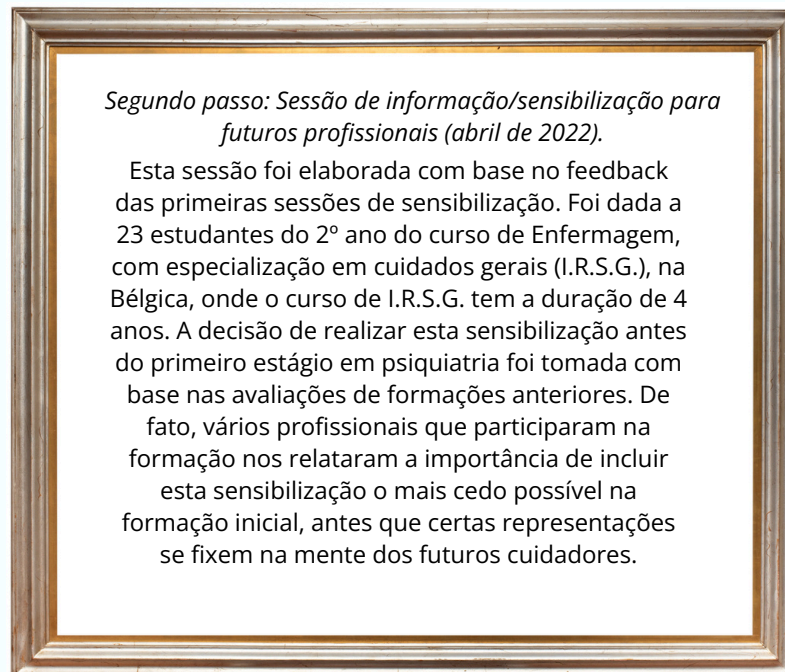 Segundo passo: Sessão de informação/sensibilização para
futuros profissionais (abril de 2022).
Esta sessão foi elaborada com base no feedback
das primeiras sessões de sensibilização. Foi dada a
23 estudantes do 2º ano do curso de Enfermagem,
com especialização em cuidados gerais (I.R.S.G.), na
Bélgica, onde o curso de I.R.S.G. tem a duração de 4
anos. A decisão de realizar esta sensibilização antes
do primeiro estágio em psiquiatria foi tomada com
base nas avaliações de formações anteriores. De
fato, vários profissionais que participaram na
formação nos relataram a importância de incluir
esta sensibilização o mais cedo possível na
formação inicial, antes que certas representações
se fixem na mente dos futuros cuidadores.